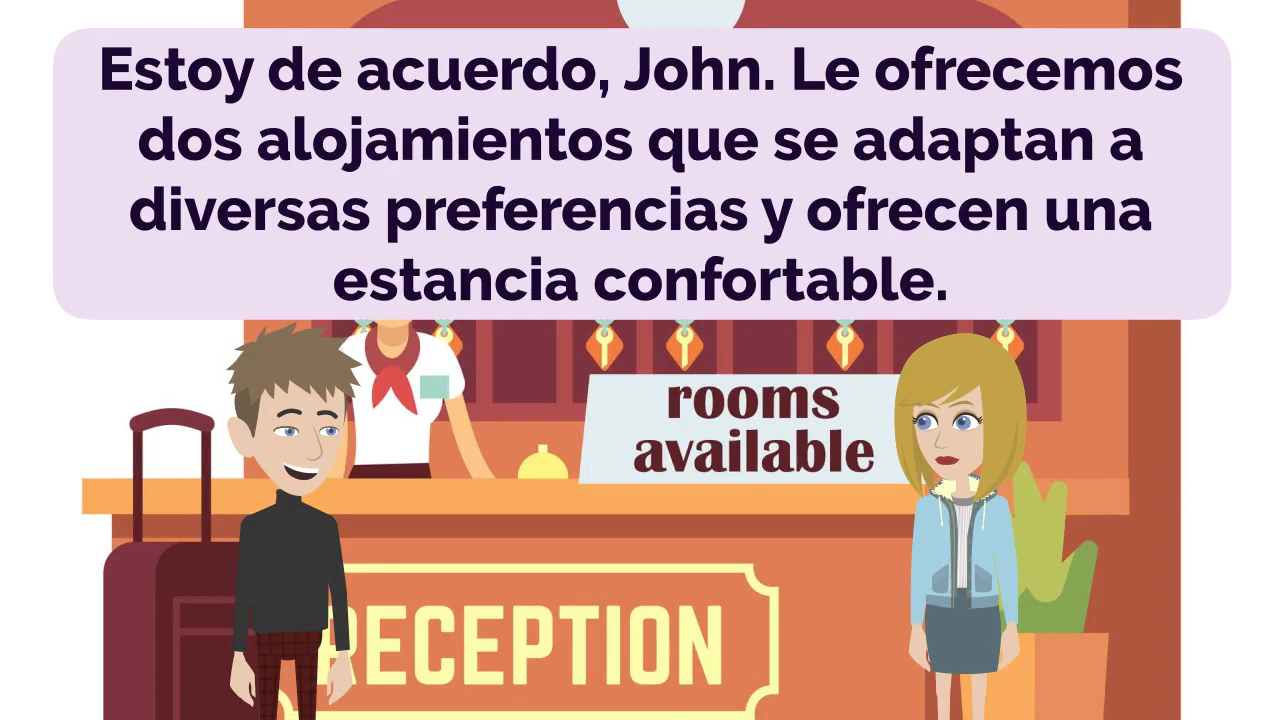 Estoy de acuerdo, John. Le ofrecemos
dos alojamientos que se adaptan a
diversas preferencias y ofrecen una
estancia confortable.
rooms
available
RECEPTION